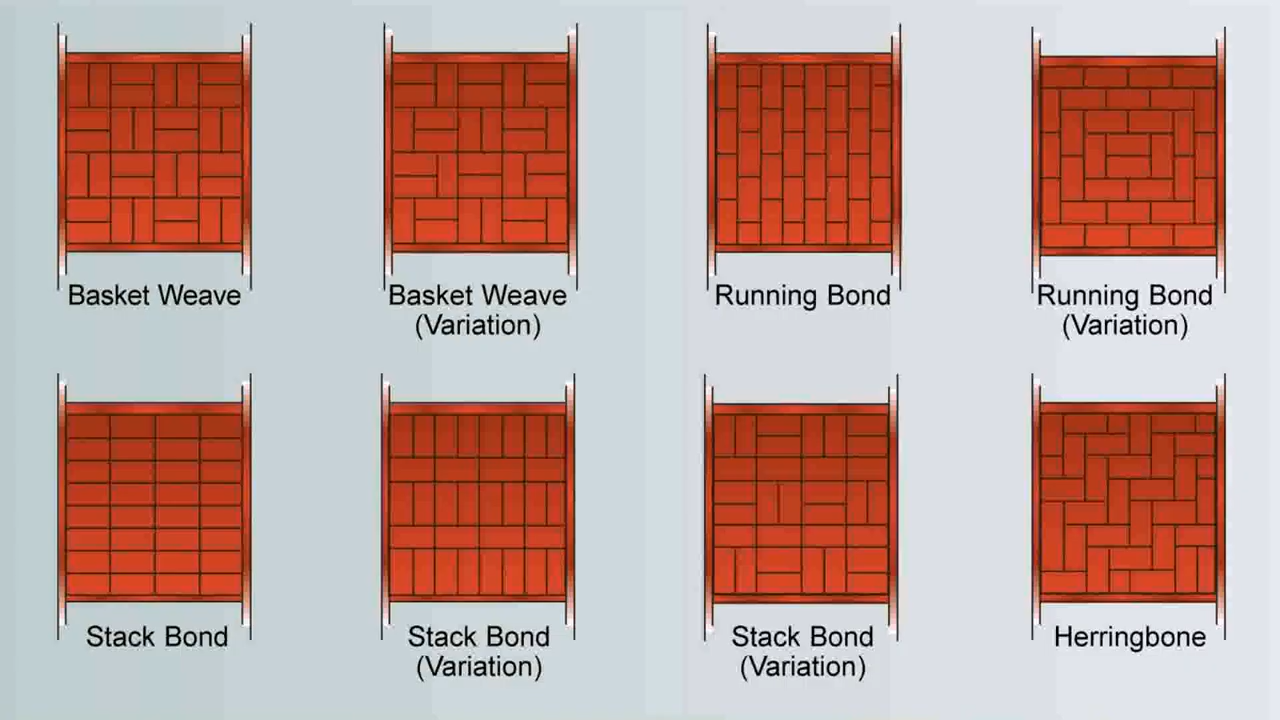 Basket Weave
Basket Weave
(Variation)
Running Bond
Running Bond
(Variation)
Stack Bond
Stack Bond
(Variation)
Stack Bond
(Variation)
Herringbone